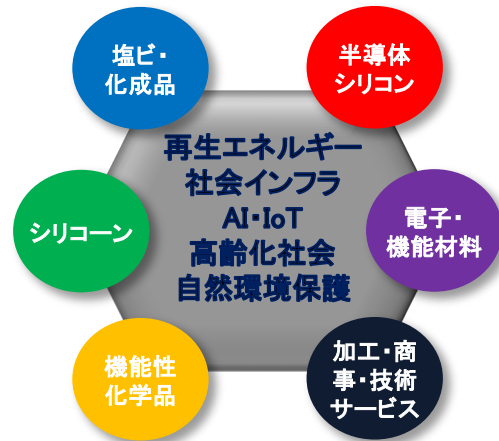 塩ビ・
化成品
半導体
シリコン
再生エネルギー
社会インフラ
AI・IoT
高齢化社会
自然環境保護
シリコーン
電子・
機能材料
機能性
化学品
加工・商
事・技術
サービス